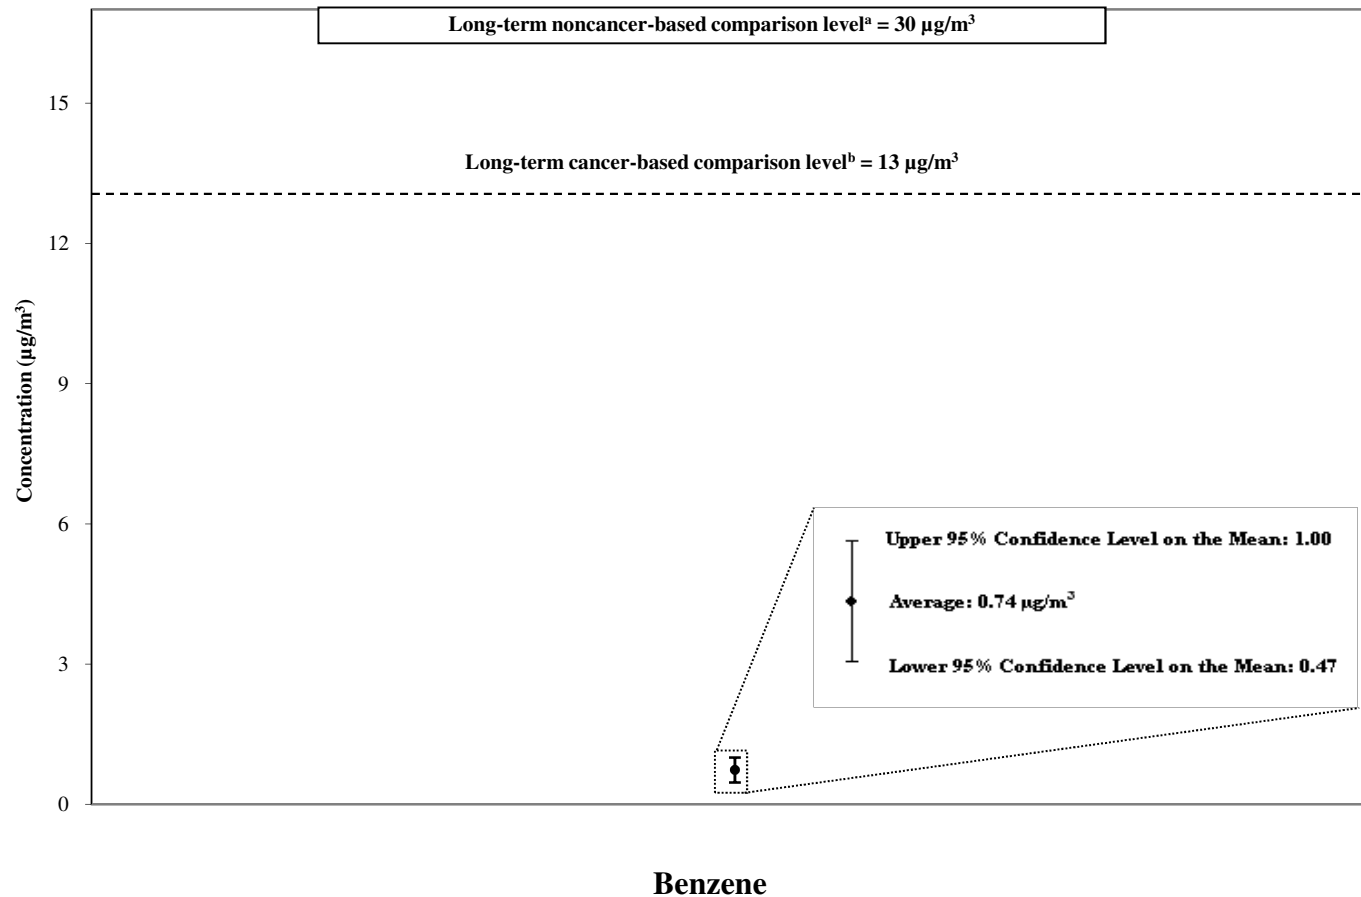 Long-term noncancer-based comparison levelᵃ = 30 µg/m³
15
Long-term cancer-based comparison levelᵇ = 13 µg/m³
12
Concentration (µg/m³)
9
6
Upper 95% Confidence Level on the Mean: 1.00
Average: 0.74 µg/m³
3
Lower 95% Confidence Level on the Mean: 0.47
0
Benzene